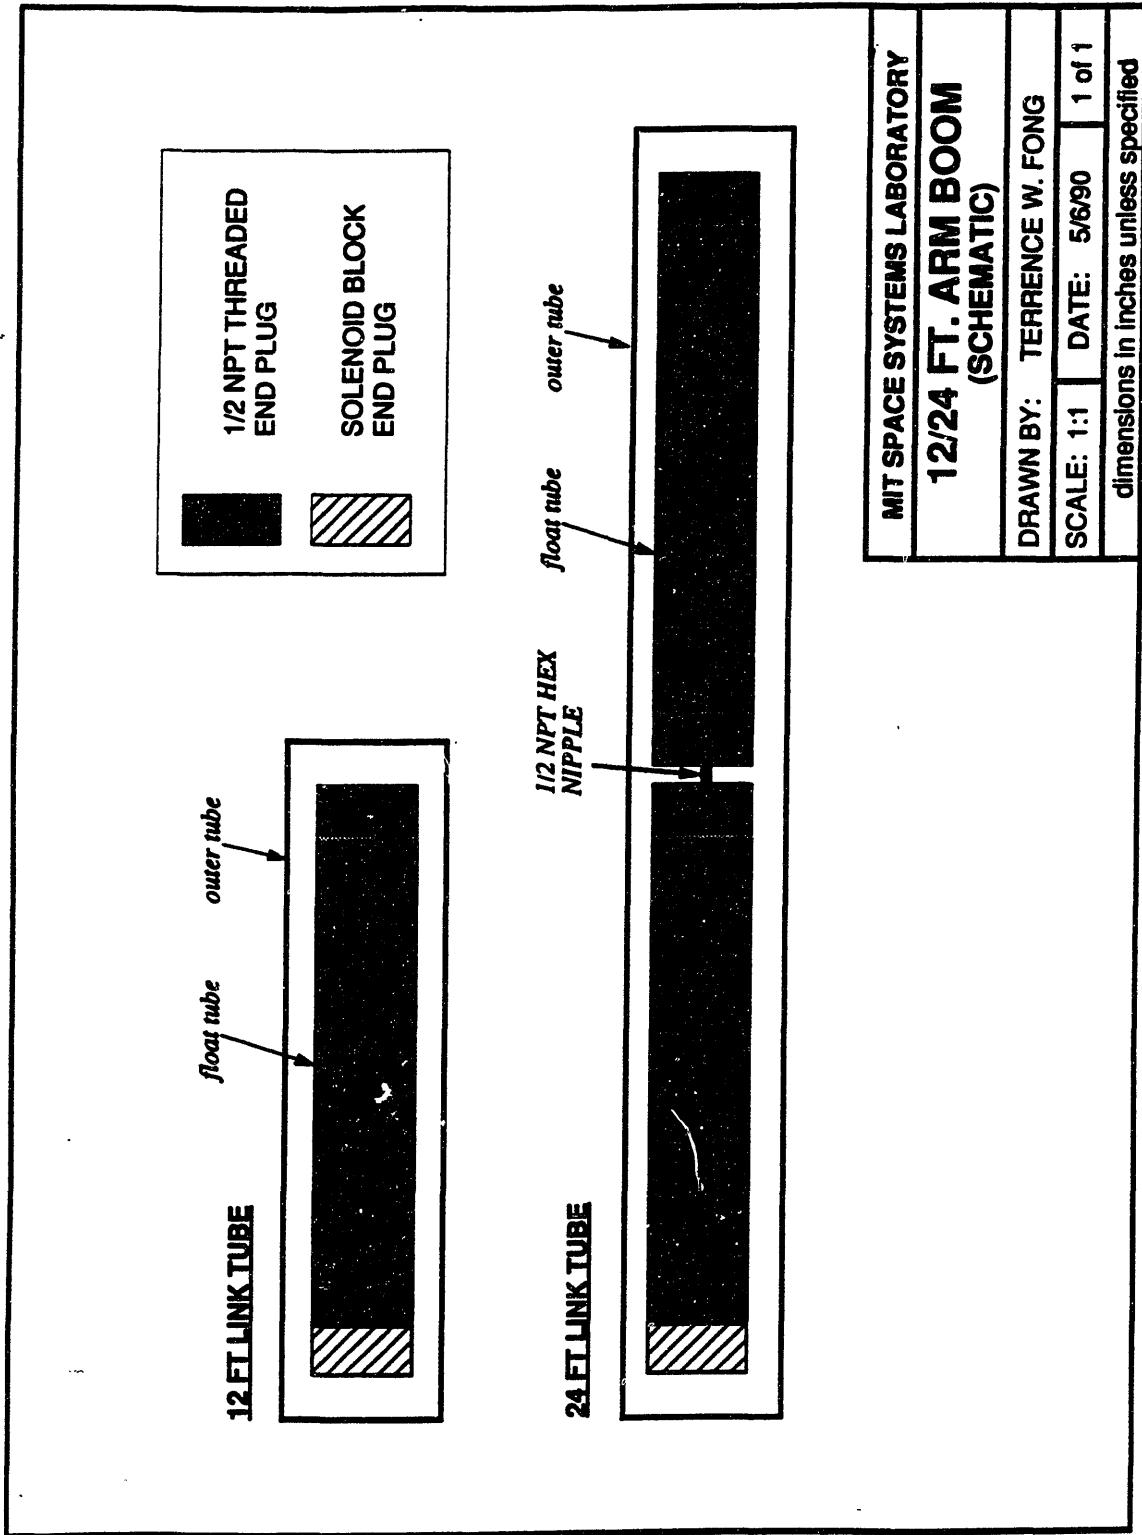 12 FT LINK TUBE
float tube
outer tube
1/2 NPT THREADED
END PLUG
SOLENOID BLOCK
END PLUG
24 FT LINK TUBE
1/2 NPT HEX
NIPPLE
float tube
outer tube
MIT SPACE SYSTEMS LABORATORY
12/24 FT. ARM BOOM
(SCHEMATIC)
DRAWN BY: TERRENCE W. FONG
SCALE: 1:1 DATE: 5/6/90 1 of 1
dimensions in inches unless specified